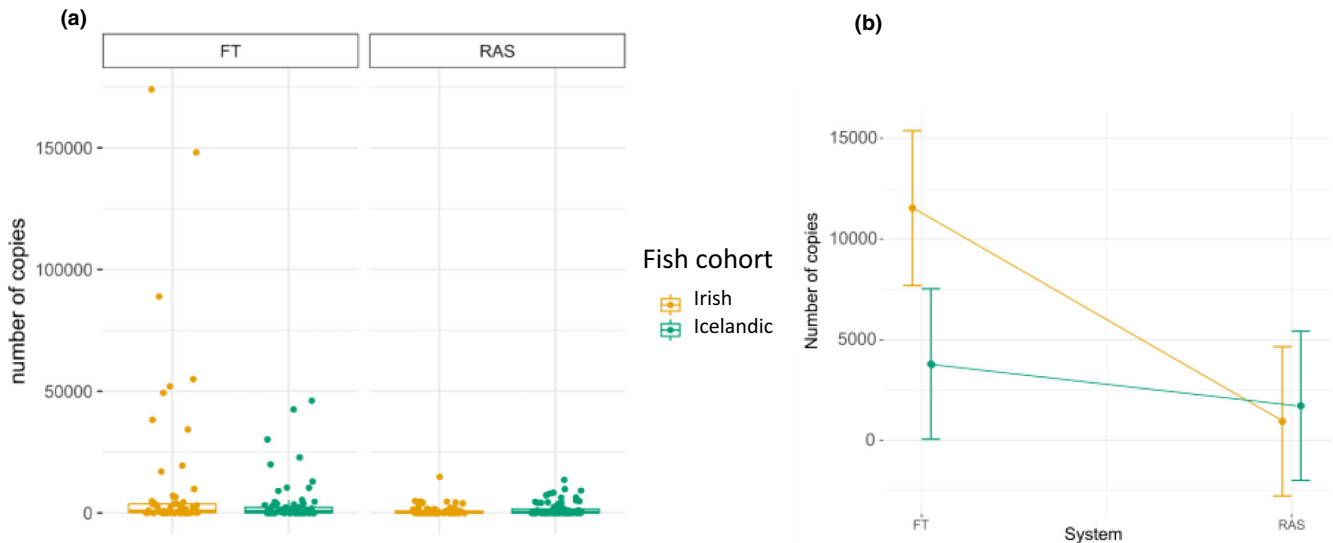 (a)
FT
RAS
150000
100000
50000
0
number of copies
Fish cohort
Irish
Icelandic
(b)
15000
10000
5000
0
Number of copies
FT
RAS
System